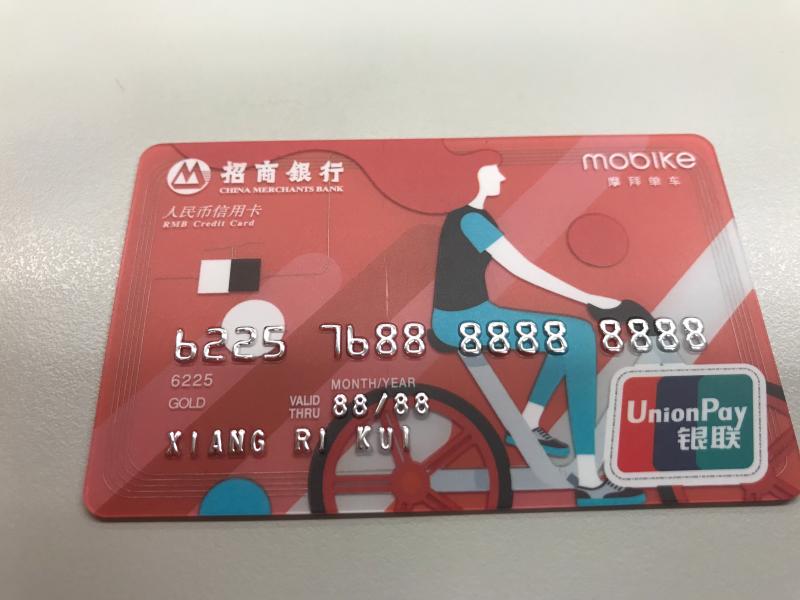 招商銀行
CHINA MERCHANTS BANK
mobike
摩拜单车
人民币信用卡
RMB Credit Card
6225 7688 8888 8888
6225
MONTH/YEAR
GOLD
VALID THRU 88/88
XIANG RI KUI
UnionPay
银联